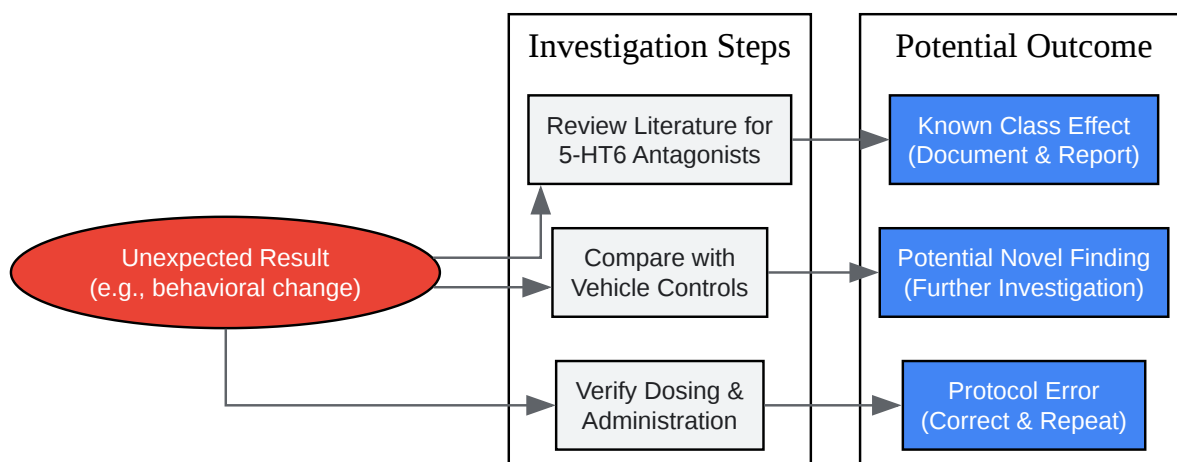 Investigation Steps
Potential Outcome
Review Literature for
5-HT6 Antagonists
Known Class Effect
(Document & Report)
Unexpected Result
(e.g., behavioral change)
Compare with
Vehicle Controls
Potential Novel Finding
(Further Investigation)
Verify Dosing &
Administration
Protocol Error
(Correct & Repeat)